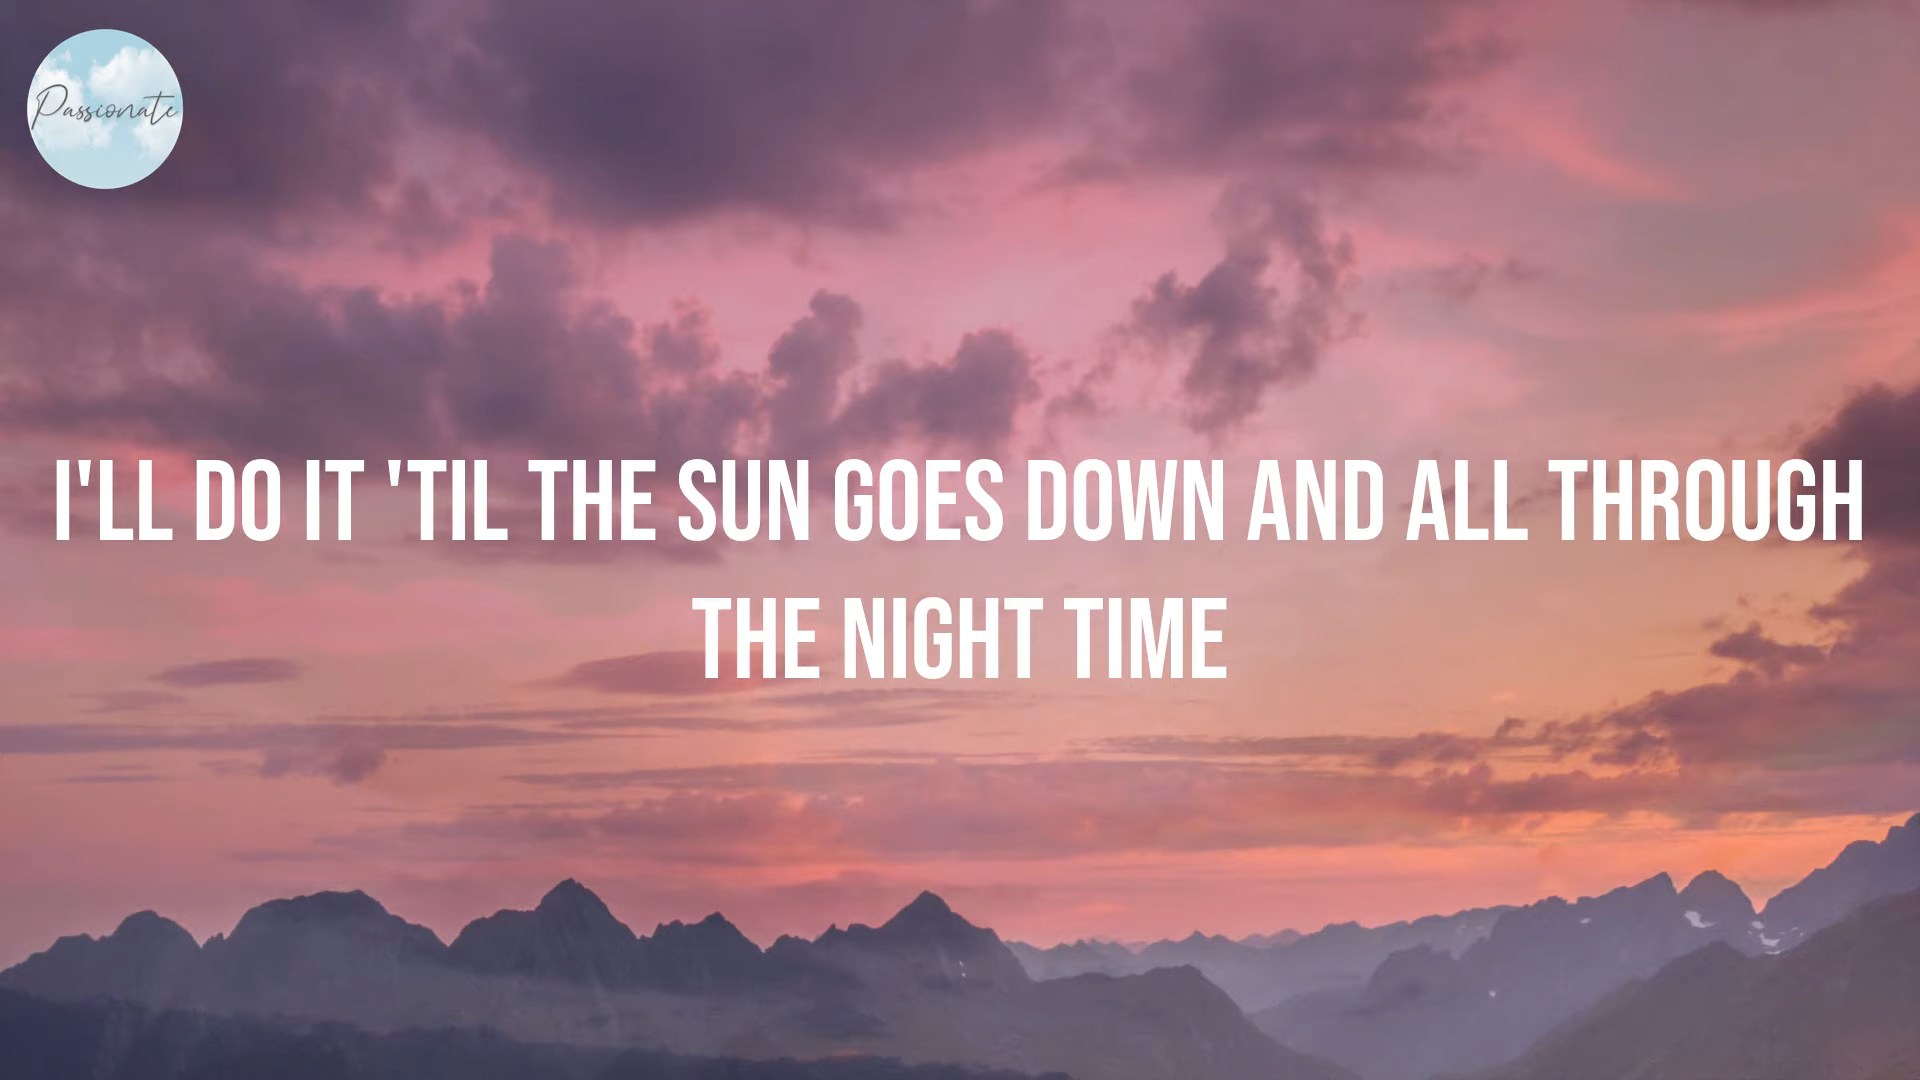 Passionate
I'LL DO IT 'TIL THE SUN GOES DOWN AND ALL THROUGH
THE NIGHT TIME